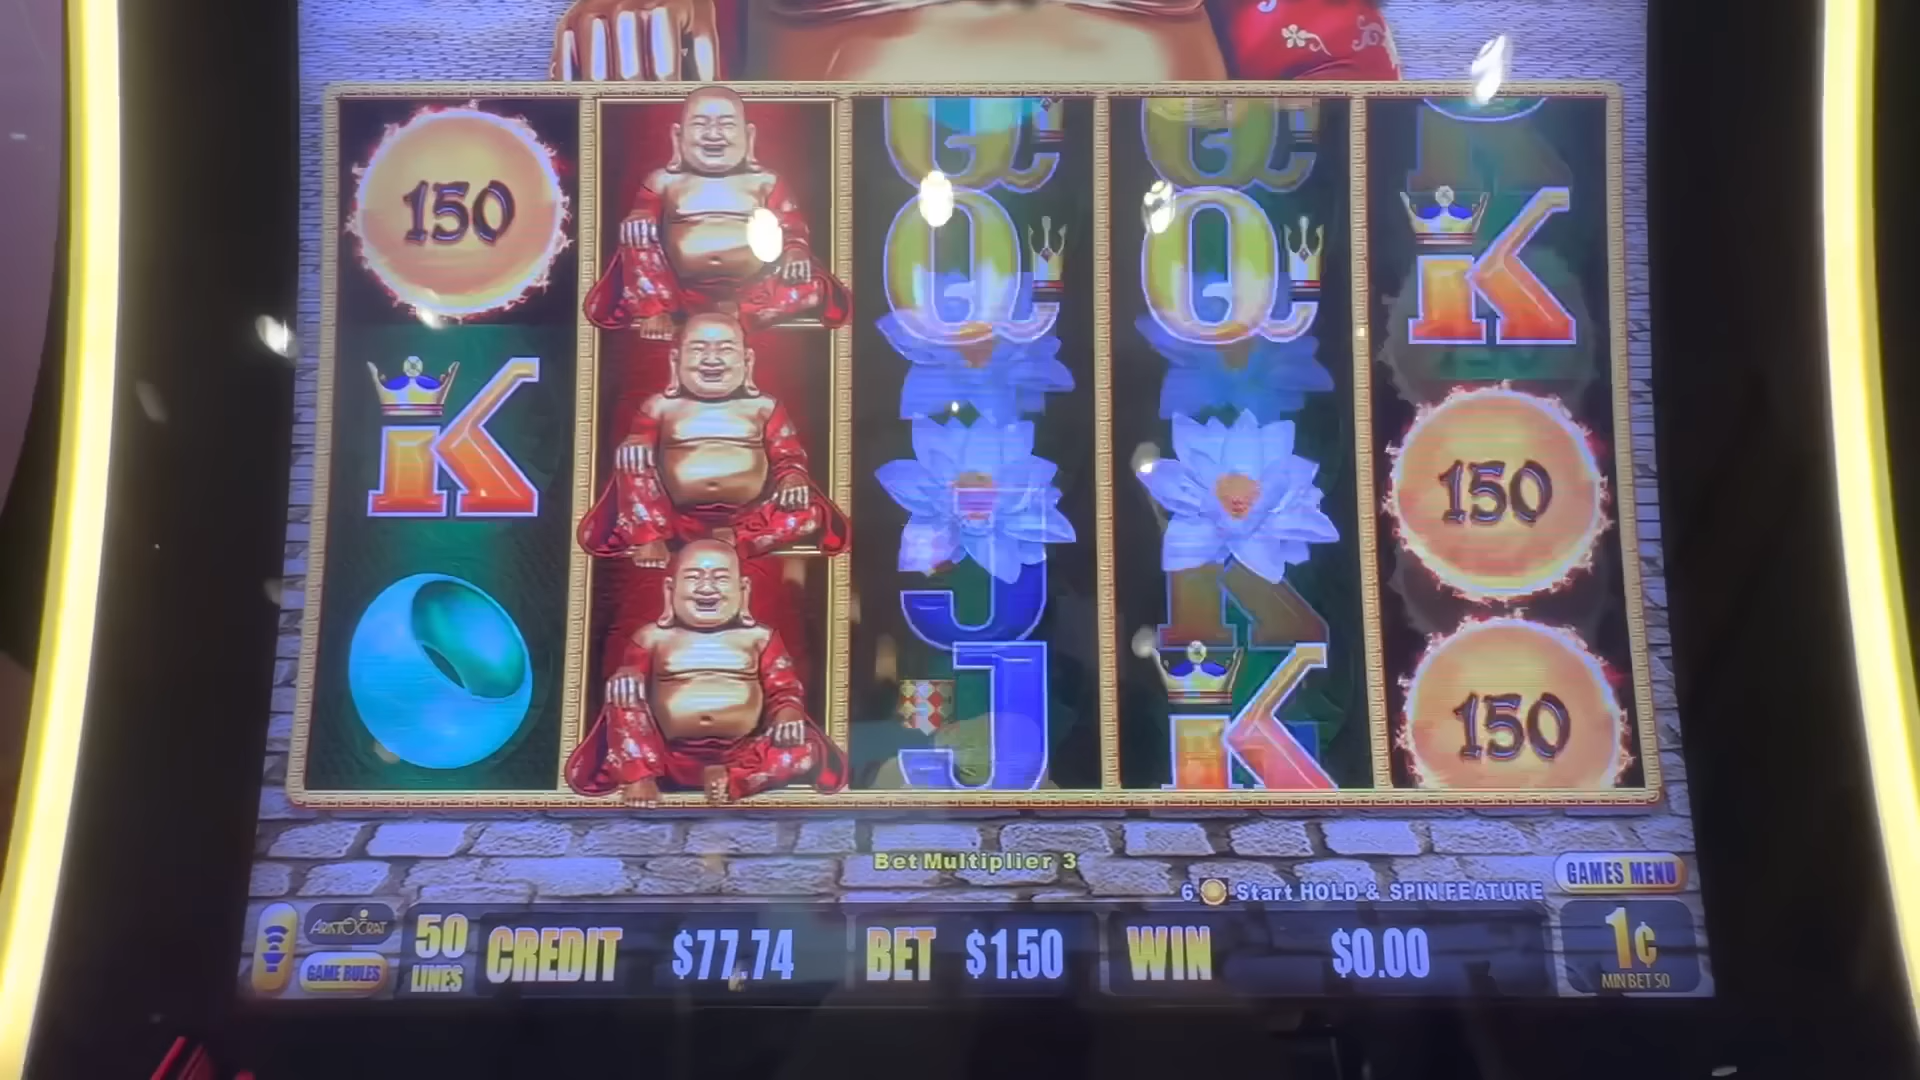 150
Q
Q
K
K
150
J
K
150
Bet Multiplier 3
6 Start HOLD & SPIN FEATURE
GAMES MENU
ARISTOCRAT
GAME RULES
50
LINES
CREDIT $77.74
BET $1.50
WIN $0.00
1¢
MIN BET 50